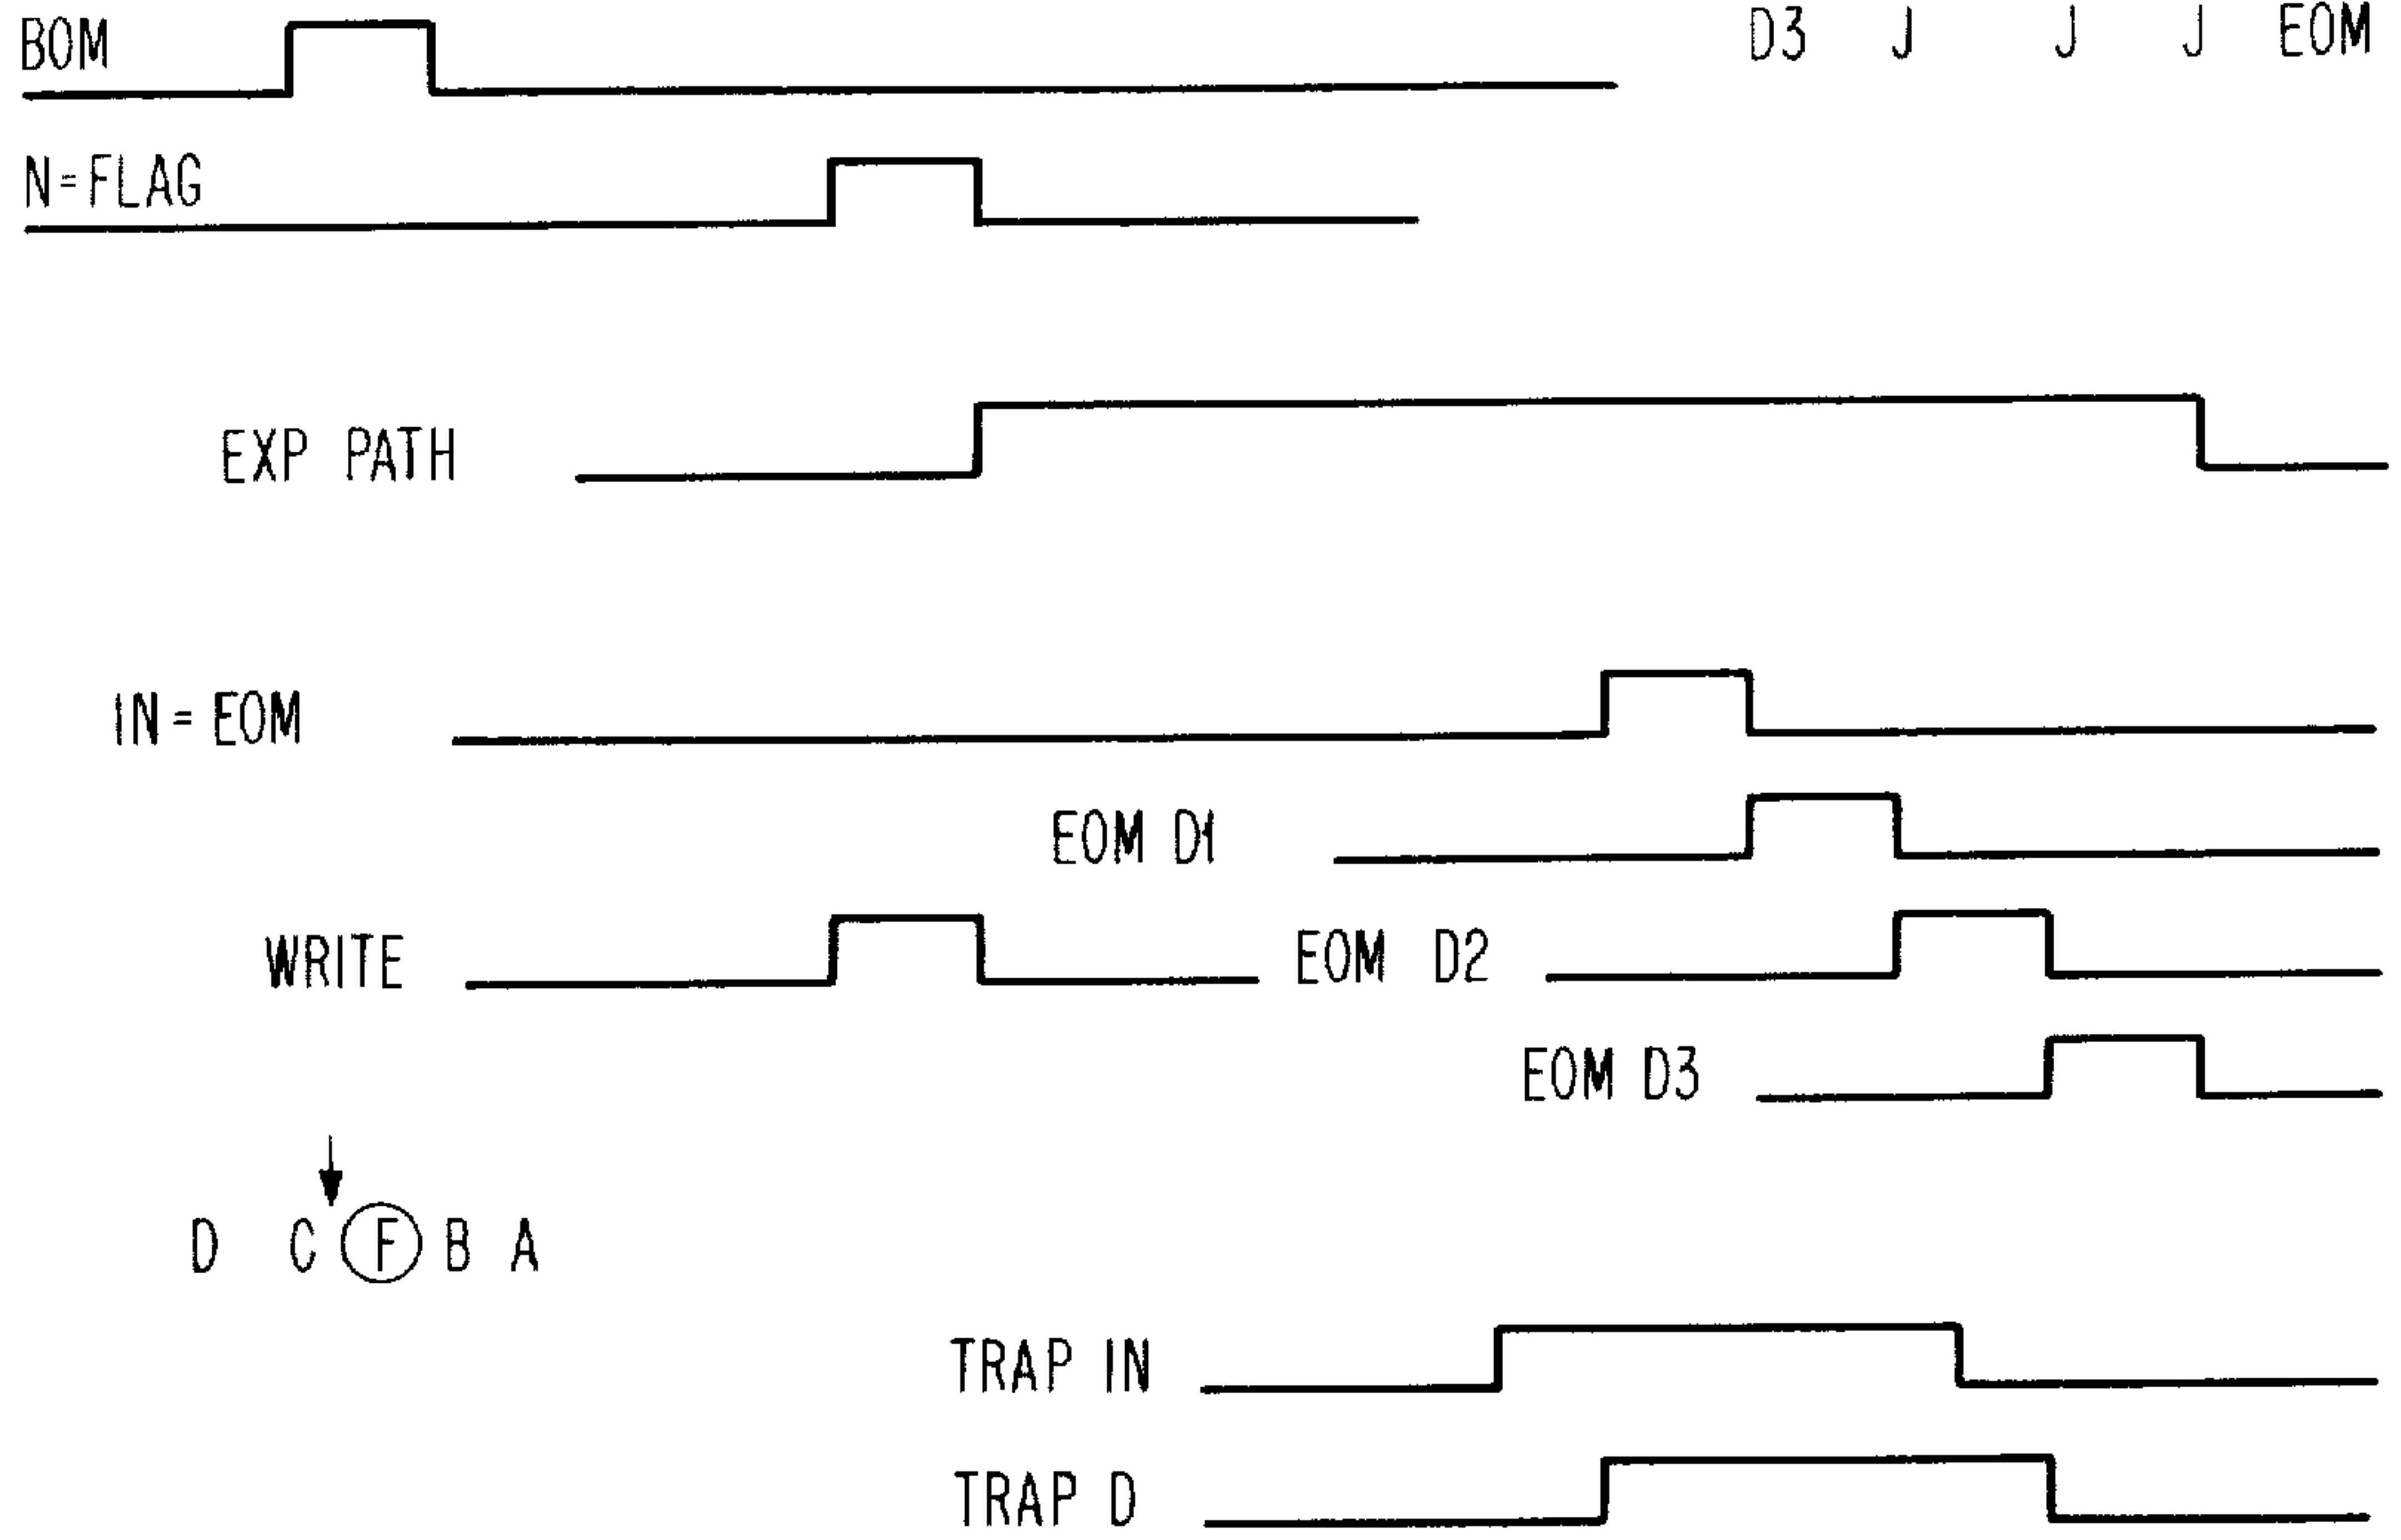 BOM D3 J J J EOM
N=FLAG
EXP PATH
IN=EOM
EOM D1
WRITE EOM D2
EOM D3
D C F B A
TRAP IN
TRAP D